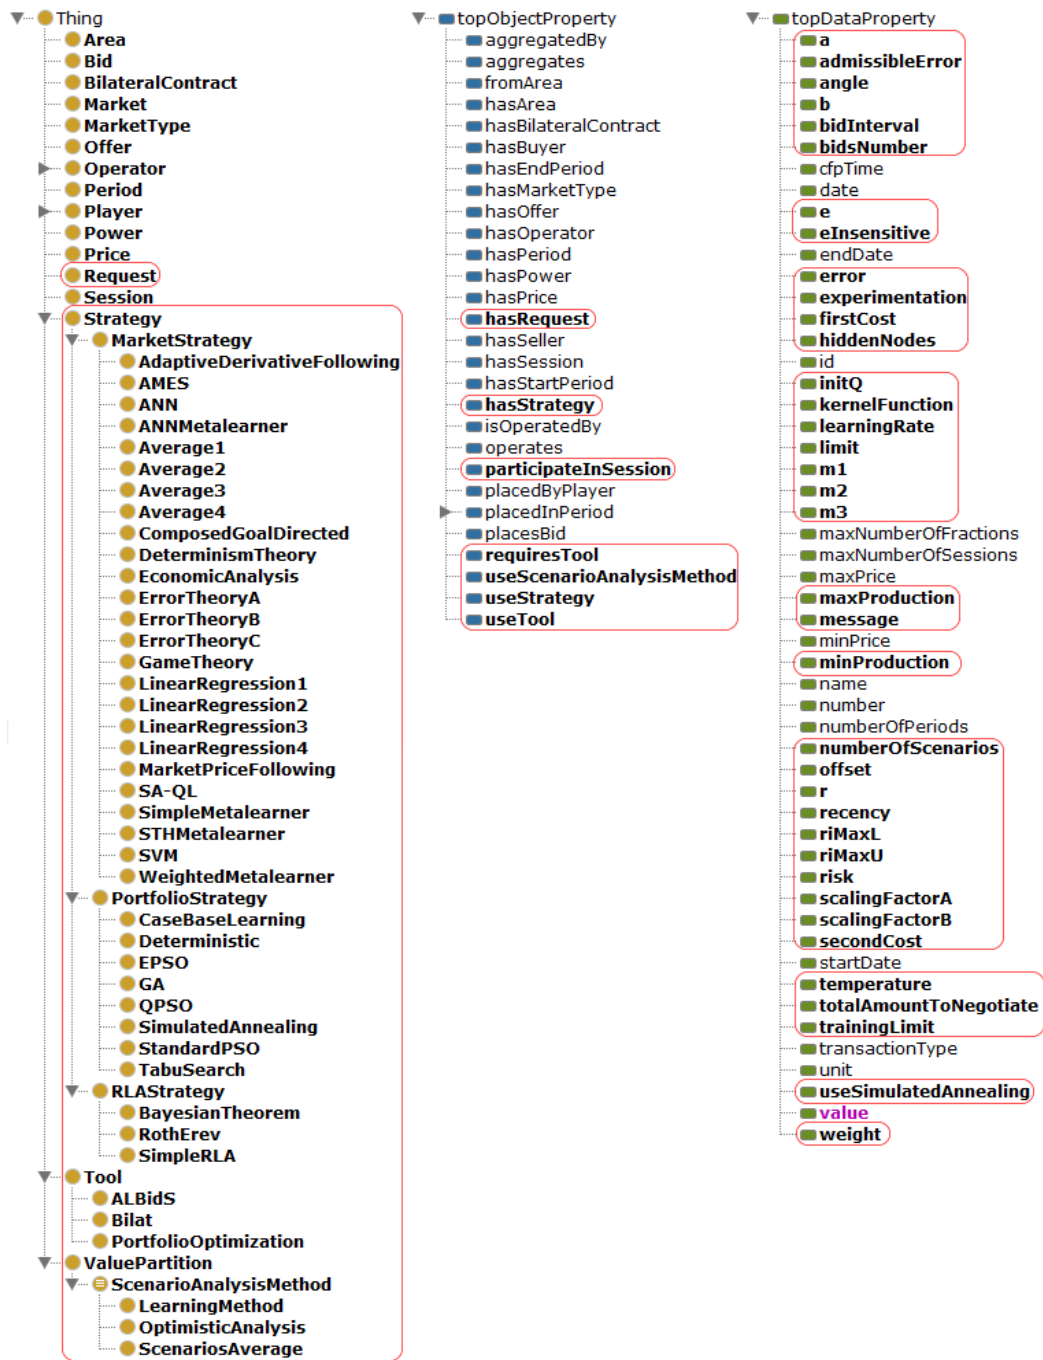 Thing
Area
Bid
BilateralContract
Market
MarketType
Offer
Operator
Period
Player
Power
Price
Request
Session
Strategy
MarketStrategy
AdaptiveDerivativeFollowing
AMES
ANN
ANNMetalearner
Average1
Average2
Average3
Average4
ComposedGoalDirected
DeterminismTheory
EconomicAnalysis
ErrorTheoryA
ErrorTheoryB
ErrorTheoryC
GameTheory
LinearRegression1
LinearRegression2
LinearRegression3
LinearRegression4
MarketPriceFollowing
SA-QL
SimpleMetalearner
STHMetalearner
SVM
WeightedMetalearner
PortfolioStrategy
CaseBaseLearning
Deterministic
EPSO
GA
QPSO
SimulatedAnnealing
StandardPSO
TabuSearch
RLAStrategy
BayesianTheorem
RothErev
SimpleRLA
Tool
ALBidS
Bilat
PortfolioOptimization
ValuePartition
ScenarioAnalysisMethod
LearningMethod
OptimisticAnalysis
ScenariosAverage
topObjectProperty
aggregatedBy
aggregates
fromArea
hasArea
hasBilateralContract
hasBuyer
hasEndPeriod
hasMarketType
hasOffer
hasOperator
hasPeriod
hasPower
hasPrice
hasRequest
hasSeller
hasSession
hasStartPeriod
hasStrategy
isOperatedBy
operates
participateInSession
placedByPlayer
placedInPeriod
placesBid
requiresTool
useScenarioAnalysisMethod
useStrategy
useTool
topDataProperty
a
admissibleError
angle
b
bidInterval
bidsNumber
cfpTime
date
e
eInsensitive
endDate
error
experimentation
firstCost
hiddenNodes
id
initQ
kernelFunction
learningRate
limit
m1
m2
m3
maxNumberOfFractions
maxNumberOfSessions
maxPrice
maxProduction
message
minPrice
minProduction
name
number
numberOfPeriods
numberOfScenarios
offset
r
recency
riMaxL
riMaxU
risk
scalingFactorA
scalingFactorB
secondCost
startDate
temperature
totalAmountToNegotiate
trainingLimit
transactionType
unit
useSimulatedAnnealing
value
weight